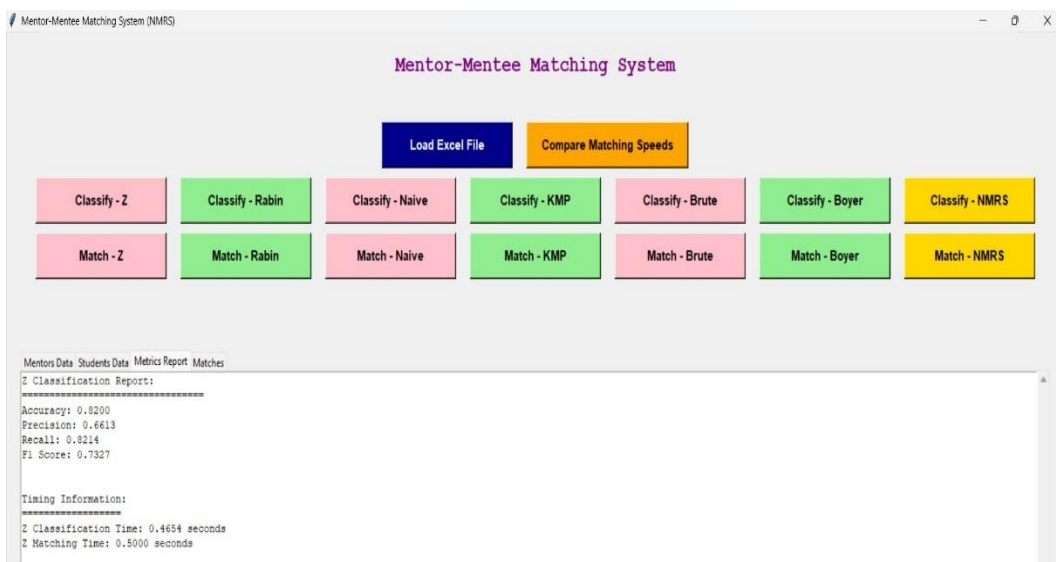 Mentor-Mentee Matching System (NMRS)
Mentor-Mentee Matching System
Load Excel File Compare Matching Speeds
Classify - Z Classify - Rabin Classify - Naive Classify - KMP Classify - Brute Classify - Boyer Classify - NMRS
Match - Z Match - Rabin Match - Naive Match - KMP Match - Brute Match - Boyer Match - NMRS
Mentors Data Students Data Metrics Report Matches
Z Classification Report:
=================================
Accuracy: 0.8200
Precision: 0.6613
Recall: 0.8214
F1 Score: 0.7327
Timing Information:
==================
Z Classification Time: 0.4654 seconds
Z Matching Time: 0.5000 seconds